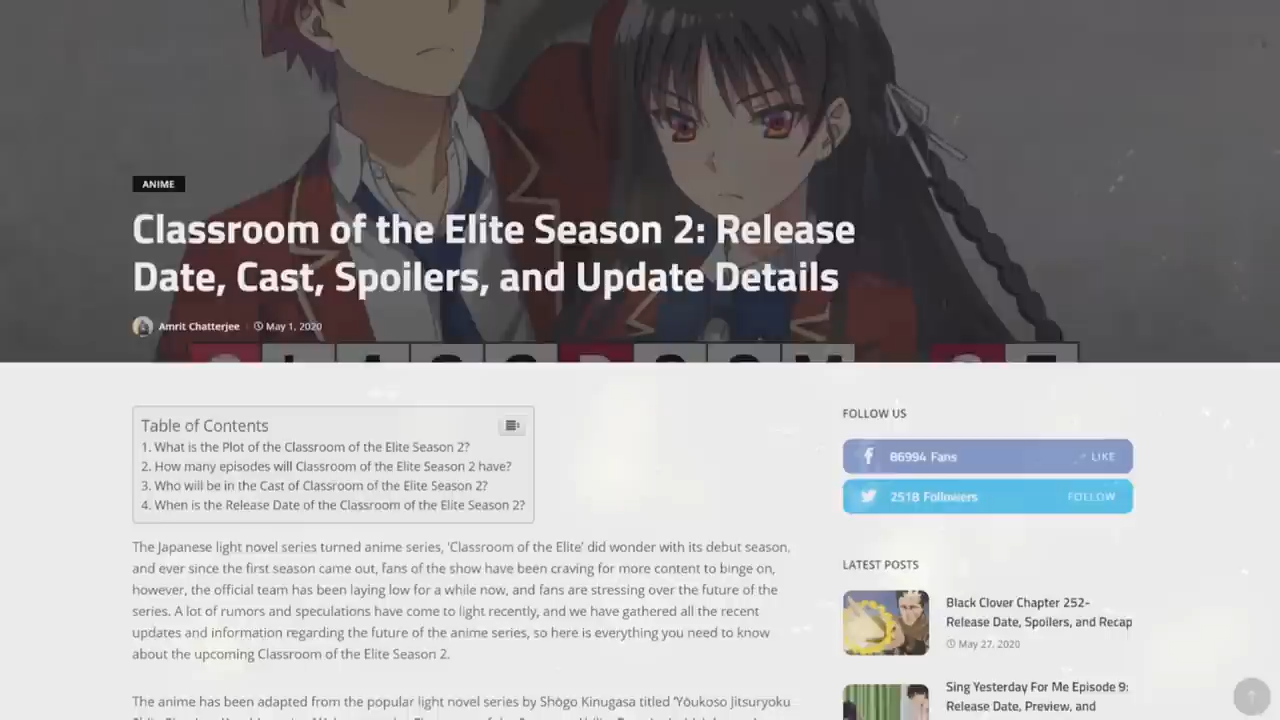 ANIME
Classroom of the Elite Season 2: Release
Date, Cast, Spoilers, and Update Details
Amrit Chatterjee May 1, 2020
Table of Contents
1. What is the Plot of the Classroom of the Elite Season 2?
2. How many episodes will Classroom of the Elite Season 2 have?
3. Who will be in the Cast of Classroom of the Elite Season 2?
4. When is the Release Date of the Classroom of the Elite Season 2?
The Japanese light novel series turned anime series, 'Classroom of the Elite' did wonder with its debut season,
and ever since the first season came out, fans of the show have been craving for more content to binge on,
however, the official team has been laying low for a while now, and fans are stressing over the future of the
series. A lot of rumors and speculations have come to light recently, and we have gathered all the recent
updates and information regarding the future of the anime series, so here is everything you need to know
about the upcoming Classroom of the Elite Season 2.
The anime has been adapted from the popular light novel series by Shōgo Kinugasa titled 'Yōukoso Jitsuryoku
FOLLOW US
86994 Fans LIKE
2518 Followers FOLLOW
LATEST POSTS
Black Clover Chapter 252-
Release Date, Spoilers, and Recap
May 27, 2020
Sing Yesterday For Me Episode 9:
Release Date, Preview, and